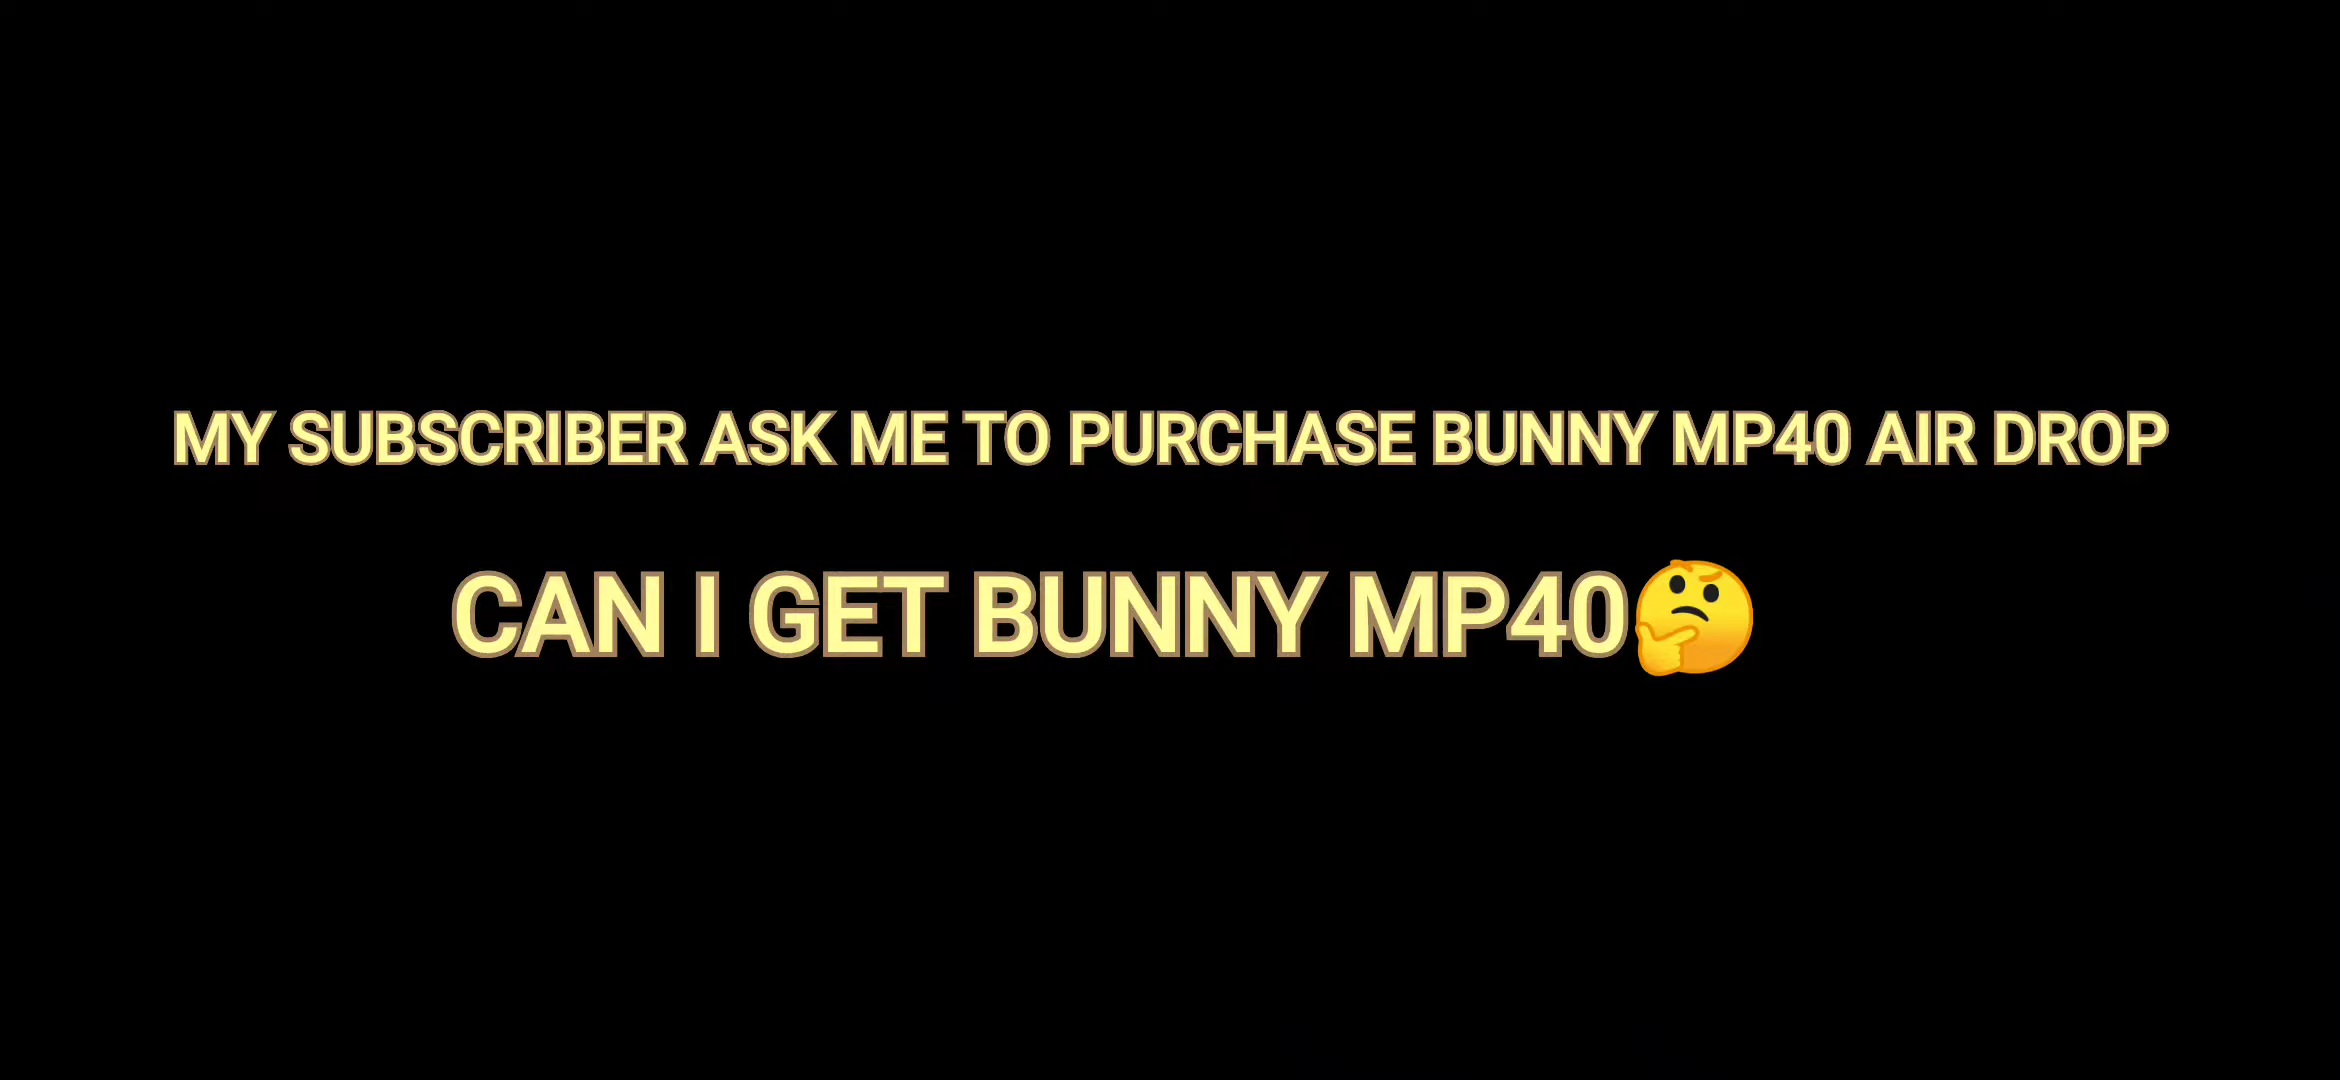 MY SUBSCRIBER ASK ME TO PURCHASE BUNNY MP40 AIR DROP
CAN I GET BUNNY MP40🤔